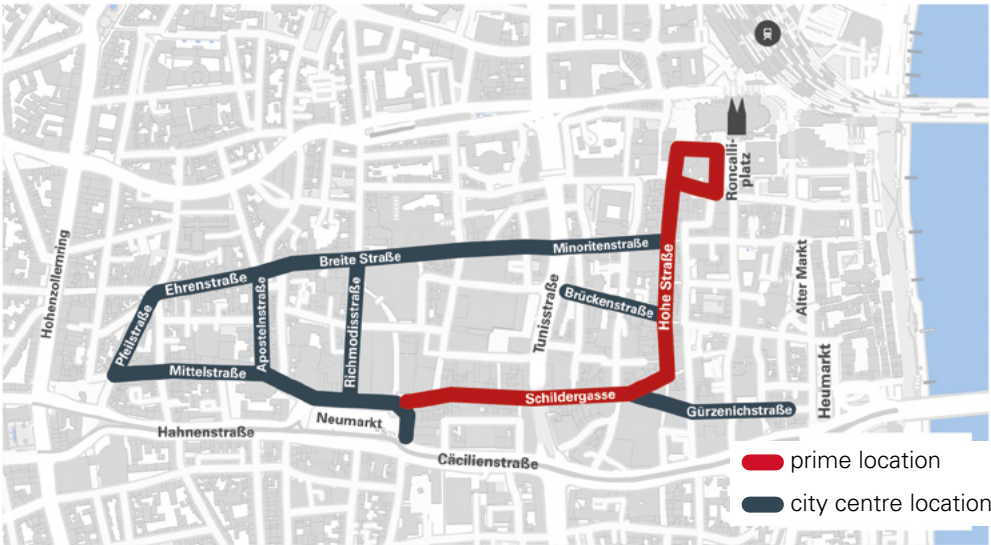 Roncalli-
platz
Minoritenstraße
Breite Straße
Ehrenstraße
Hohenzollernring
Pfeilstraße
Apostelnstraße
Richmodisstraße
Tunisstraße
Brückenstraße
Hohe Straße
Alter Markt
Mittelstraße
Schildergasse
Heumarkt
Gürzenichstraße
Neumarkt
Hahnenstraße
Cäcilienstraße
prime location
city centre location